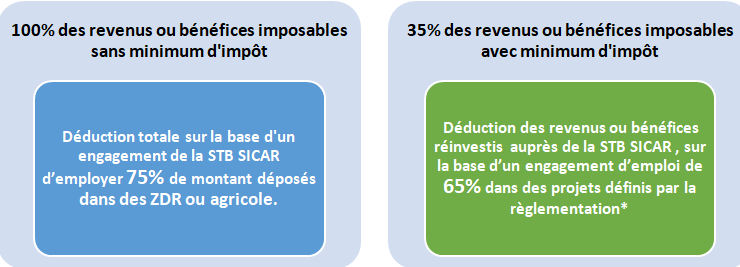 100% des revenus ou bénéfices imposables
sans minimum d'impôt
Déduction totale sur la base d'un
engagement de la STB SICAR
d'employer 75% de montant déposés
dans des ZDR ou agricole.
35% des revenus ou bénéfices imposables
avec minimum d'impôt
Déduction des revenus ou bénéfices
réinvestis auprès de la STB SICAR , sur
la base d'un engagement d'emploi de
65% dans des projets définis par la
règlementation*